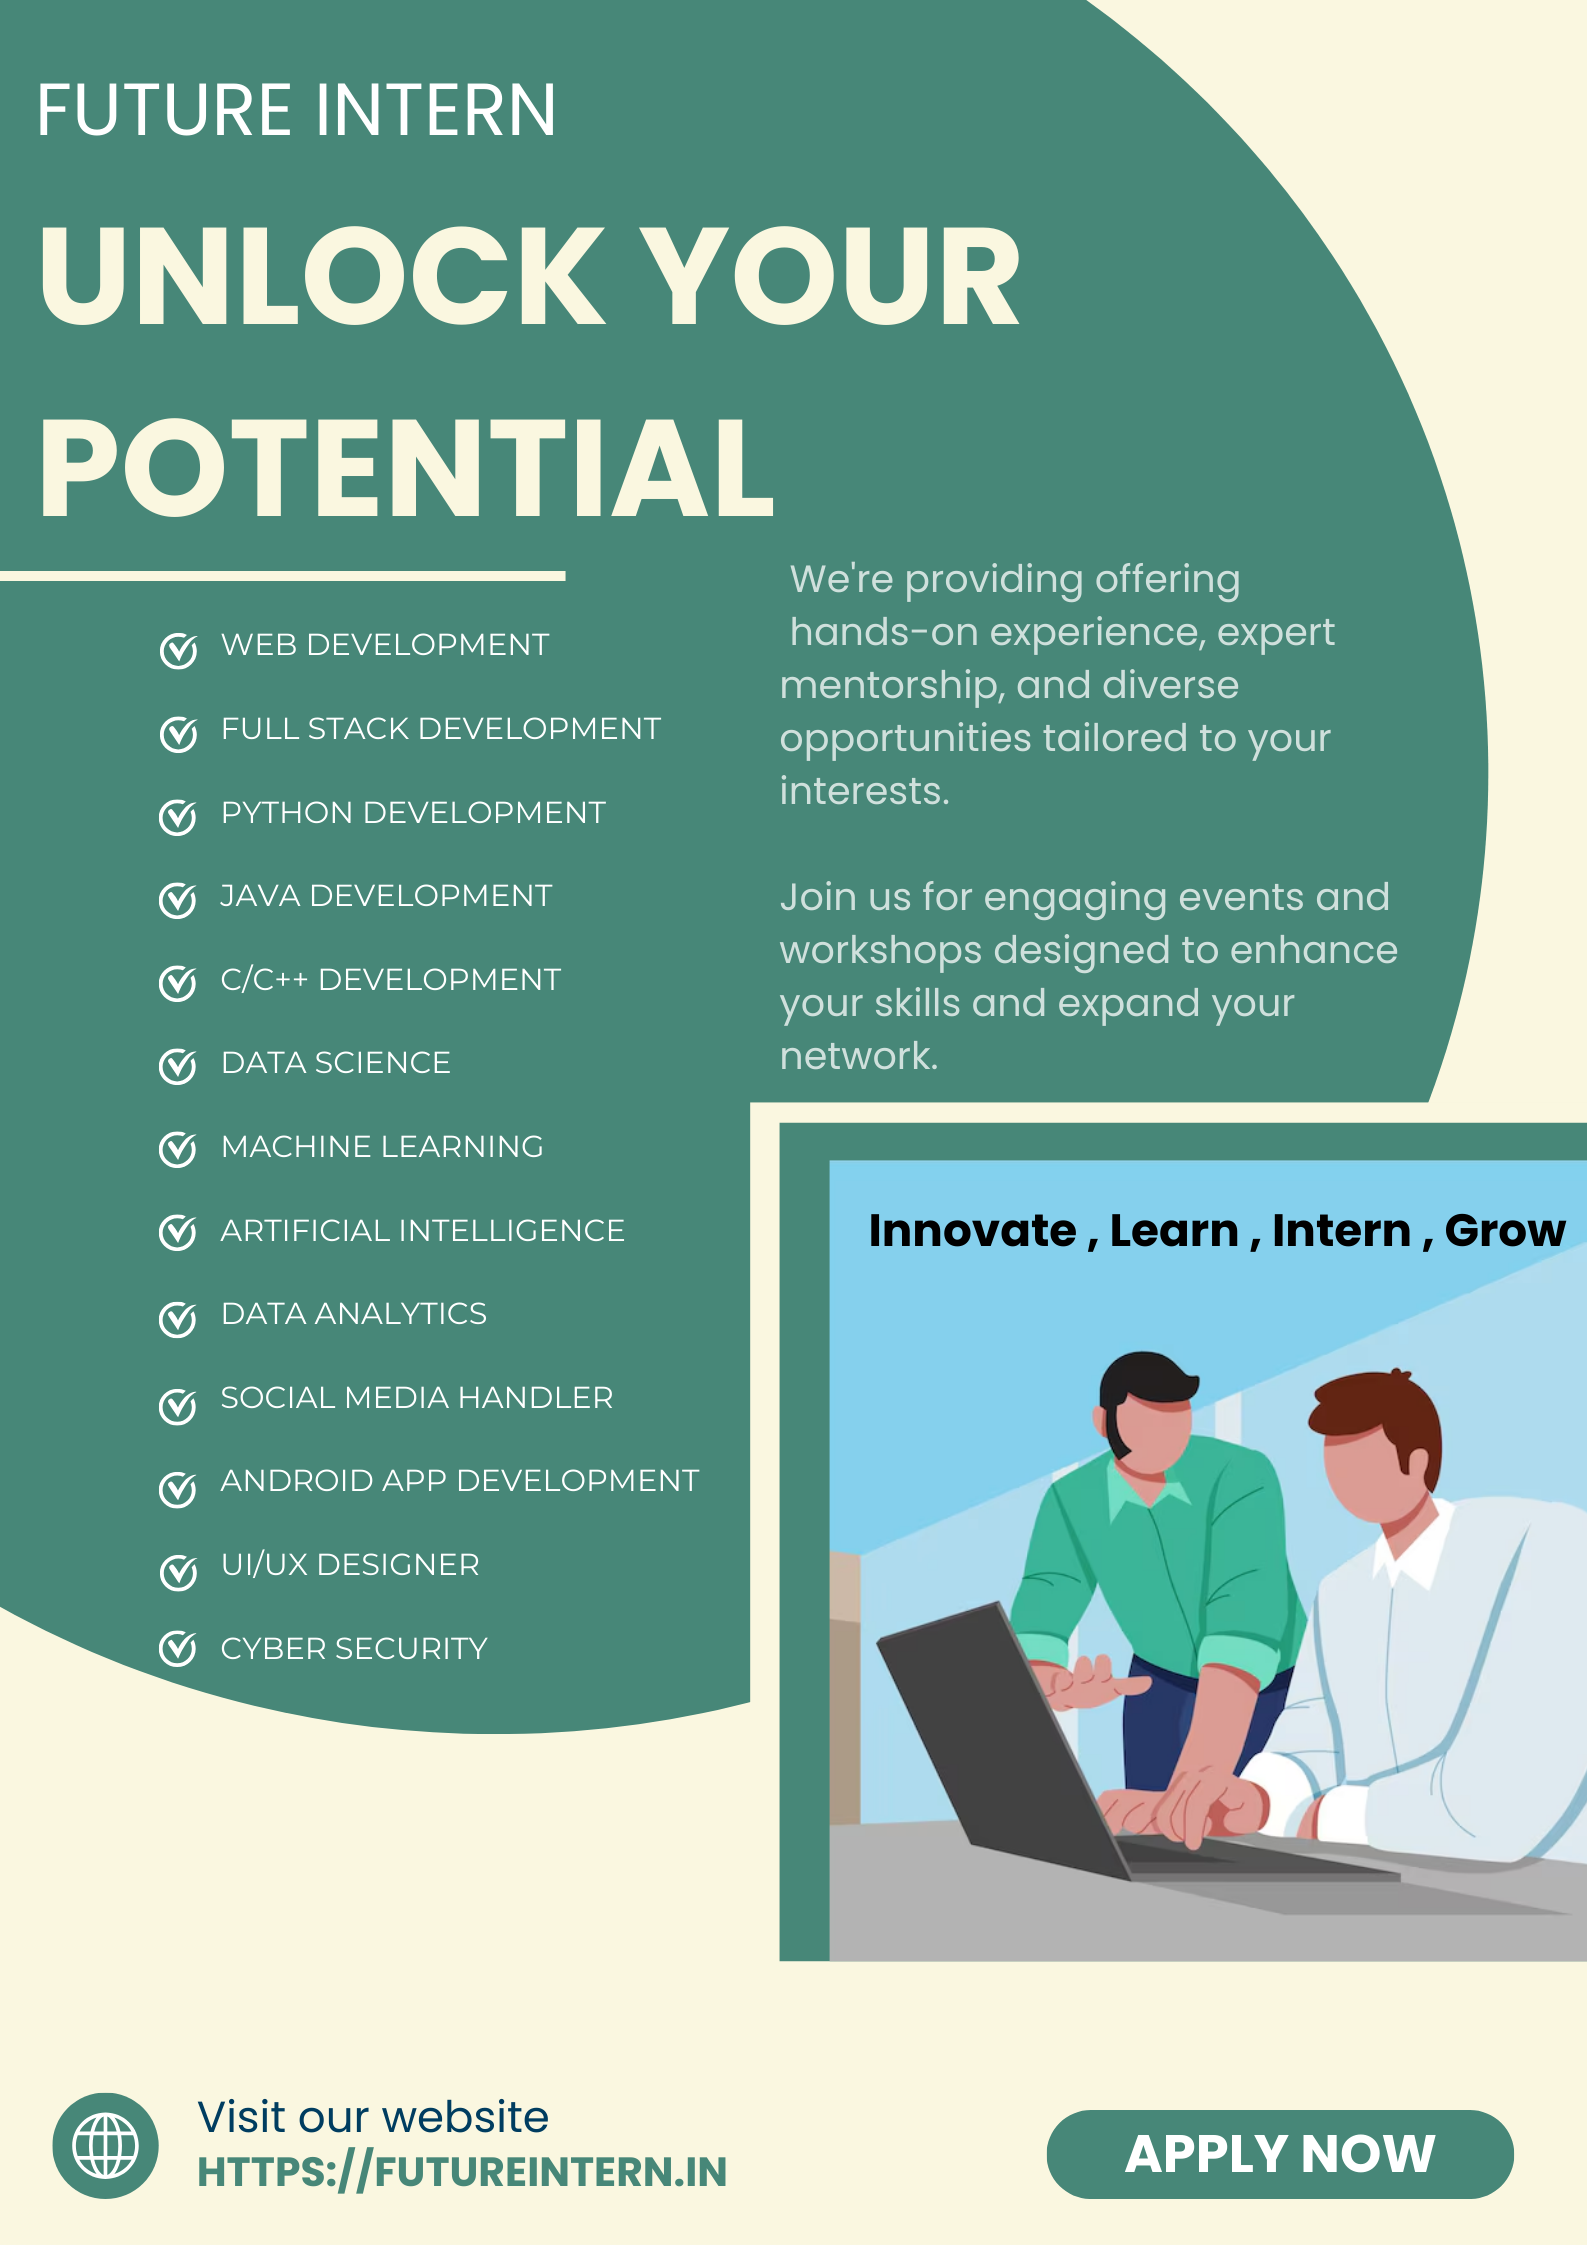 FUTURE INTERN
UNLOCK YOUR
POTENTIAL
WEB DEVELOPMENT
FULL STACK DEVELOPMENT
PYTHON DEVELOPMENT
JAVA DEVELOPMENT
C/C++ DEVELOPMENT
DATA SCIENCE
MACHINE LEARNING
ARTIFICIAL INTELLIGENCE
DATA ANALYTICS
SOCIAL MEDIA HANDLER
ANDROID APP DEVELOPMENT
UI/UX DESIGNER
CYBER SECURITY
We're providing offering
hands-on experience, expert
mentorship, and diverse
opportunities tailored to your
interests.
Join us for engaging events and
workshops designed to enhance
your skills and expand your
network.
Innovate , Learn , Intern , Grow
Visit our website
HTTPS://FUTUREINTERN.IN
APPLY NOW